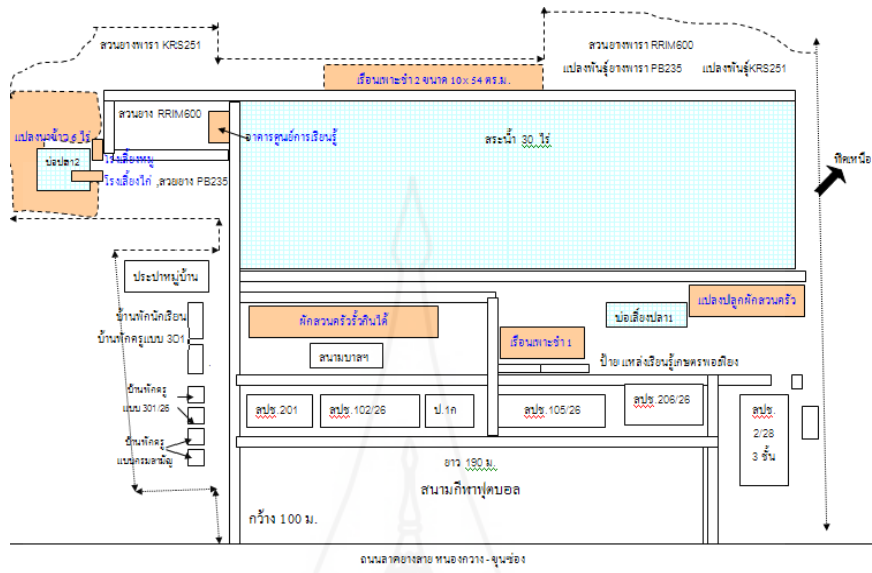 สวนยางพารา KRS251
สวนยางพารา RRIM600
แปลงพันธุ์ยางพารา PB235
แปลงพันธุ์KRS251
เรือนเพาะชำ 2 ขนาด 10 x 54 ตร.ม.
สวนยาง RRIM600
อาคารศูนย์การเรียนรู้
สระน้ำ 30 ไร่
แปลงนาข้าว 2.6 ไร่
บ่อปลา2
โรงเลี้ยงหมู
โรงเลี้ยงไก่ ,สวนยาง PB235
ทิศเหนือ
ประปาหมู่บ้าน
บ้านพักนักเรียน
บ้านพักครูแบบ 301
ผักสวนครัวรั้วกินได้
สนามบาลฯ
เรือนเพาะชำ 1
บ่อเลี้ยงปลา1
แปลงปลูกผักสวนครัว
ป้าย แหล่งเรียนรู้เกษตรพอเพียง
บ้านพักครู
แบบ 301/26
บ้านพักครู
แบบกรมสามัญ
สปช.201
สปช.102/26
ป.1ก
สปช.105/26
สปช.206/26
สปช.
2/28
3 ชั้น
ยาว 190 ม.
สนามกีฬาฟุตบอล
กว้าง 100 ม.
ถนนลาดยางสาย หนองกวาง - ขุนซ่อง